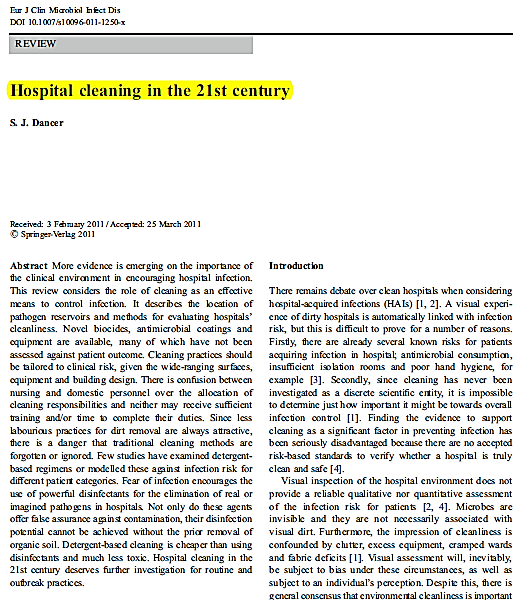 Eur J Clin Microbiol Infect Dis
DOI 10.1007/s10096-011-1250-x
REVIEW
Hospital cleaning in the 21st century
S. J. Dancer
Received: 3 February 2011 / Accepted: 25 March 2011
© Springer-Verlag 2011
Abstract More evidence is emerging on the importance of
the clinical environment in encouraging hospital infection.
This review considers the role of cleaning as an effective
means to control infection. It describes the location of
pathogen reservoirs and methods for evaluating hospitals'
cleanliness. Novel biocides, antimicrobial coatings and
equipment are available, many of which have not been
assessed against patient outcome. Cleaning practices should
be tailored to clinical risk, given the wide-ranging surfaces,
equipment and building design. There is confusion between
nursing and domestic personnel over the allocation of
cleaning responsibilities and neither may receive sufficient
training and/or time to complete their duties. Since less
labourious practices for dirt removal are always attractive,
there is a danger that traditional cleaning methods are
forgotten or ignored. Few studies have examined detergent-
based regimens or modelled these against infection risk for
different patient categories. Fear of infection encourages the
use of powerful disinfectants for the elimination of real or
imagined pathogens in hospitals. Not only do these agents
offer false assurance against contamination, their disinfection
potential cannot be achieved without the prior removal of
organic soil. Detergent-based cleaning is cheaper than using
disinfectants and much less toxic. Hospital cleaning in the
21st century deserves further investigation for routine and
outbreak practices.
Introduction
There remains debate over clean hospitals when considering
hospital-acquired infections (HAIs) [1, 2]. A visual experi-
ence of dirty hospitals is automatically linked with infection
risk, but this is difficult to prove for a number of reasons.
Firstly, there are already several known risks for patients
acquiring infection in hospital; antimicrobial consumption,
insufficient isolation rooms and poor hand hygiene, for
example [3]. Secondly, since cleaning has never been
investigated as a discrete scientific entity, it is impossible
to determine just how important it might be towards overall
infection control [1]. Finding the evidence to support
cleaning as a significant factor in preventing infection has
been seriously disadvantaged because there are no accepted
risk-based standards to verify whether a hospital is truly
clean and safe [4].
Visual inspection of the hospital environment does not
provide a reliable qualitative nor quantitative assessment
of the infection risk for patients [2, 4]. Microbes are
invisible and they are not necessarily associated with
visual dirt. Furthermore, the impression of cleanliness is
confounded by clutter, excess equipment, cramped wards
and fabric deficits [1]. Visual assessment will, inevitably,
be subject to bias under these circumstances, as well as
subject to an individual's perception. Despite this, there is
general consensus that environmental cleanliness is important